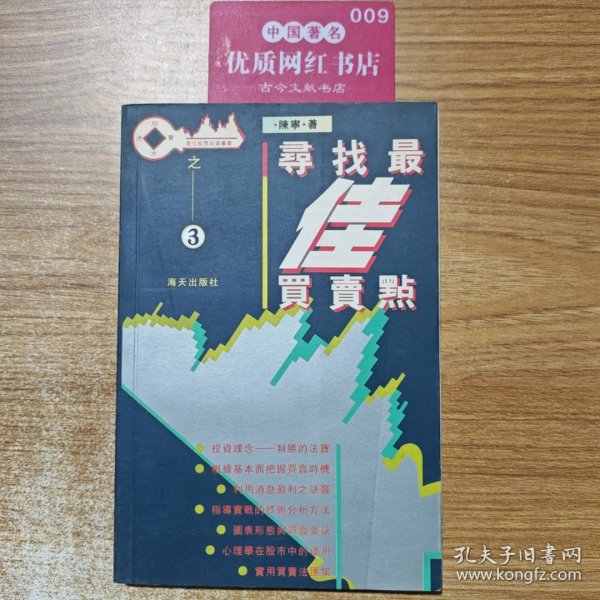 009
中国著名
优质网红书店
古今文献书店
·陳寧·著
之
3
海天出版社
尋找最
佳
買賣點
投資理念——制勝的法寶
根據基本面把握買賣時機
利用消息盈利之訣竅
指導實戰的技術分析方法
圖表形態與買賣要訣
心理學在股市中的運用
實用買賣法匯集
孔夫子旧书网
www.kongfz.com